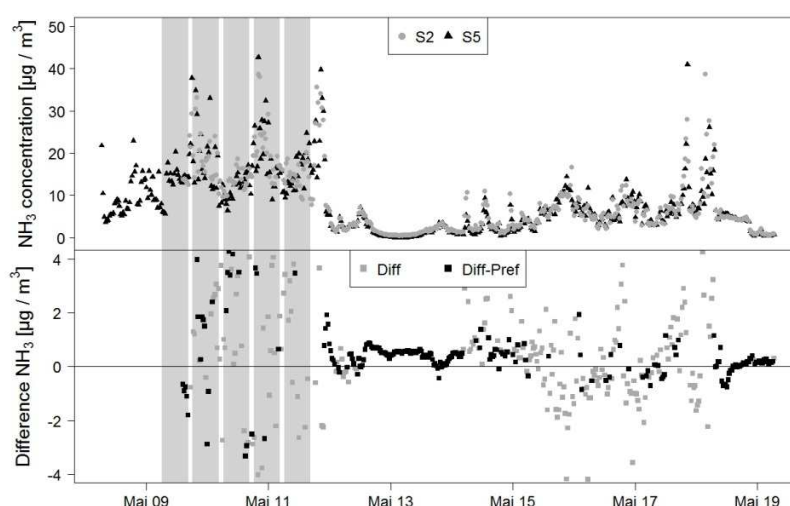 NH₃ concentration [µg / m³]
50
40
30
20
10
0
S2 S5
Difference NH₃ [µg / m³]
4
2
0
-2
-4
Diff Diff-Pref
Mai 09 Mai 11 Mai 13 Mai 15 Mai 17 Mai 19